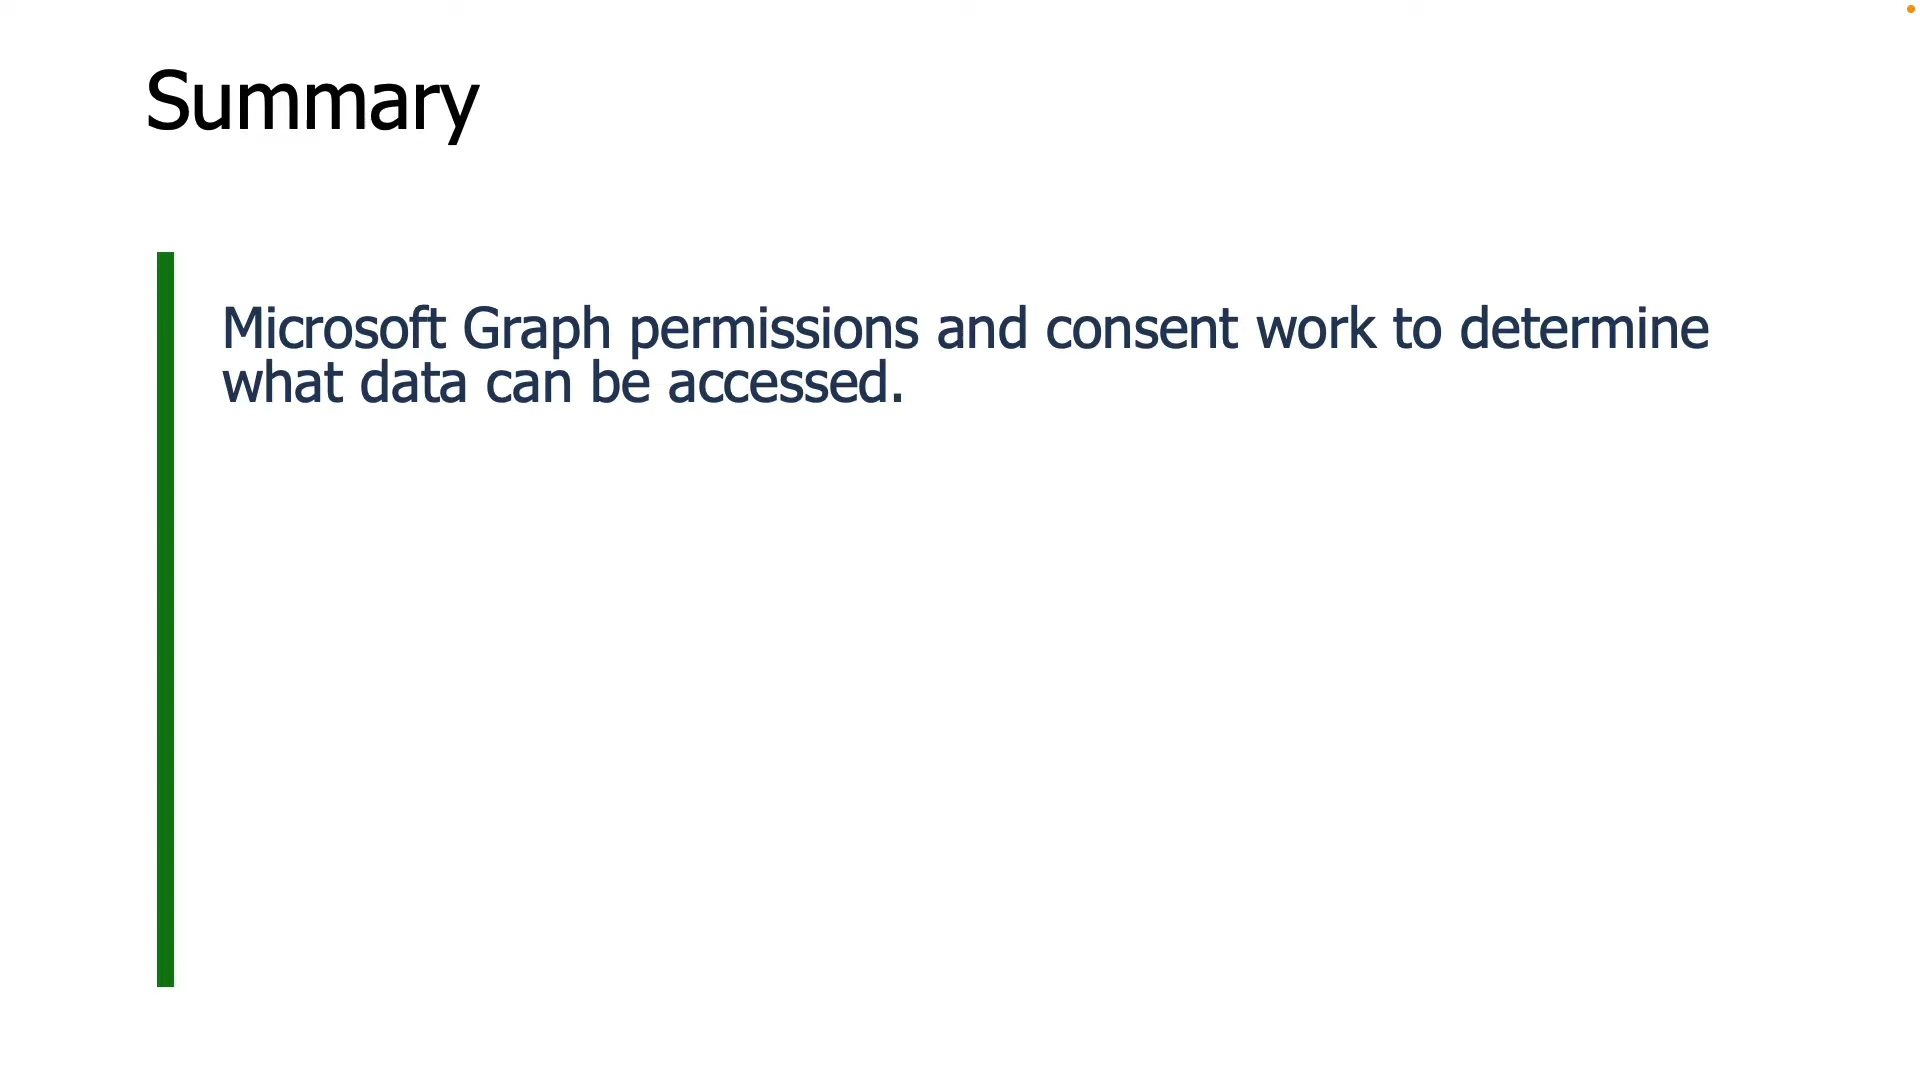 Summary
Microsoft Graph permissions and consent work to determine
what data can be accessed.